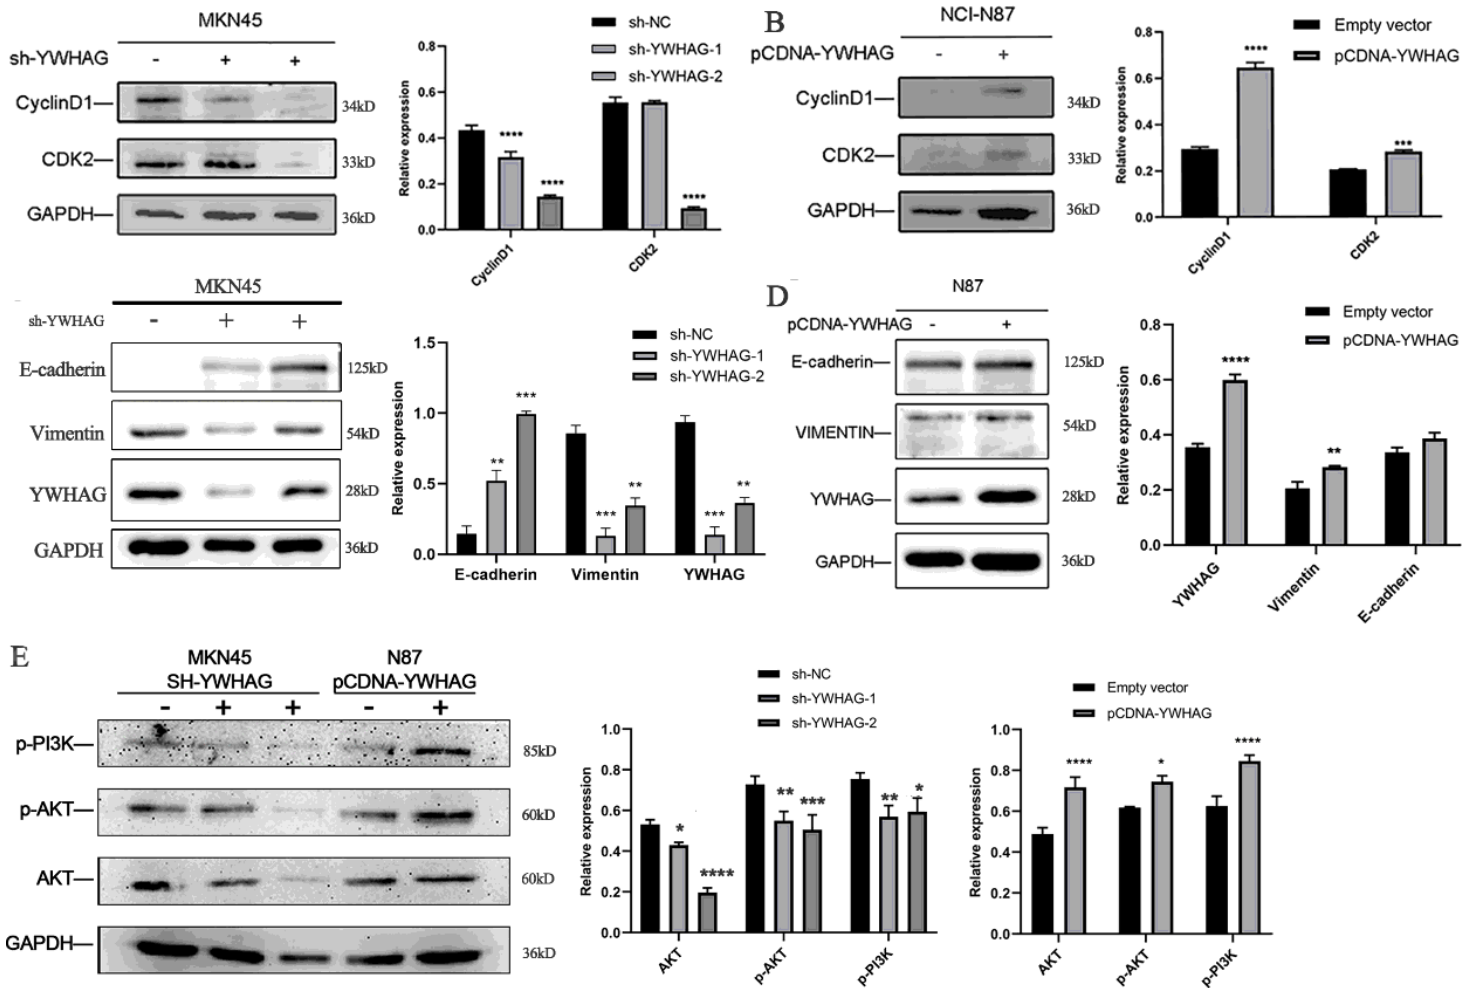 MKN45
sh-YWHAG - + +
CyclinD1 34kD
CDK2 33kD
GAPDH 36kD
sh-NC
sh-YWHAG-1
sh-YWHAG-2
Relative expression
0.8
0.6
0.4
0.2
0.0
**** **** ****
CyclinD1 CDK2
B
NCI-N87
pCDNA-YWHAG - +
CyclinD1 34kD
CDK2 33kD
GAPDH 36kD
Empty vector
pCDNA-YWHAG
Relative expression
0.8
0.6
0.4
0.2
0.0
**** ***
CyclinD1 CDK2
MKN45
sh-YWHAG - + +
E-cadherin 125kD
Vimentin 54kD
YWHAG 28kD
GAPDH 36kD
sh-NC
sh-YWHAG-1
sh-YWHAG-2
Relative expression
1.5
1.0
0.5
0.0
** *** *** ** *** **
E-cadherin Vimentin YWHAG
D
N87
pCDNA-YWHAG - +
E-cadherin 125kD
VIMENTIN 54kD
YWHAG 28kD
GAPDH 36kD
Empty vector
pCDNA-YWHAG
Relative expression
0.8
0.6
0.4
0.2
0.0
**** **
YWHAG Vimentin E-cadherin
E
MKN45 N87
SH-YWHAG pCDNA-YWHAG
- + + - +
p-PI3K 85kD
p-AKT 60kD
AKT 60kD
GAPDH 36kD
sh-NC
sh-YWHAG-1
sh-YWHAG-2
Relative expression
1.0
0.8
0.6
0.4
0.2
0.0
* **** ** *** ** *
AKT p-AKT p-PI3K
Empty vector
pCDNA-YWHAG
Relative expression
1.0
0.8
0.6
0.4
0.2
0.0
**** * ****
AKT p-AKT p-PI3K